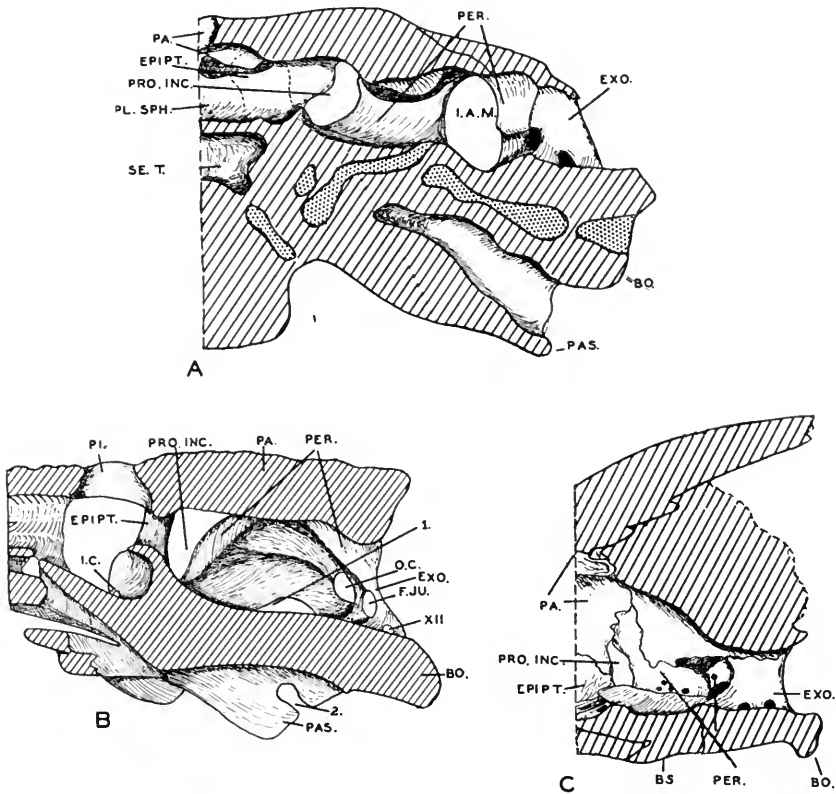 PA.
PER.
EPIPT.
PRO. INC.
EXO.
PL. SPH.
I.A.M.
SE. T.
BO.
PAS.
A
PRO. INC.
PA.
PER.
EPIPT.
1.
I.C.
O.C.
EXO.
F.JU.
XII
BO.
2.
PAS.
B
PA.
PRO. INC.
EPIPT.
EXO.
BS
PER.
BO.
C